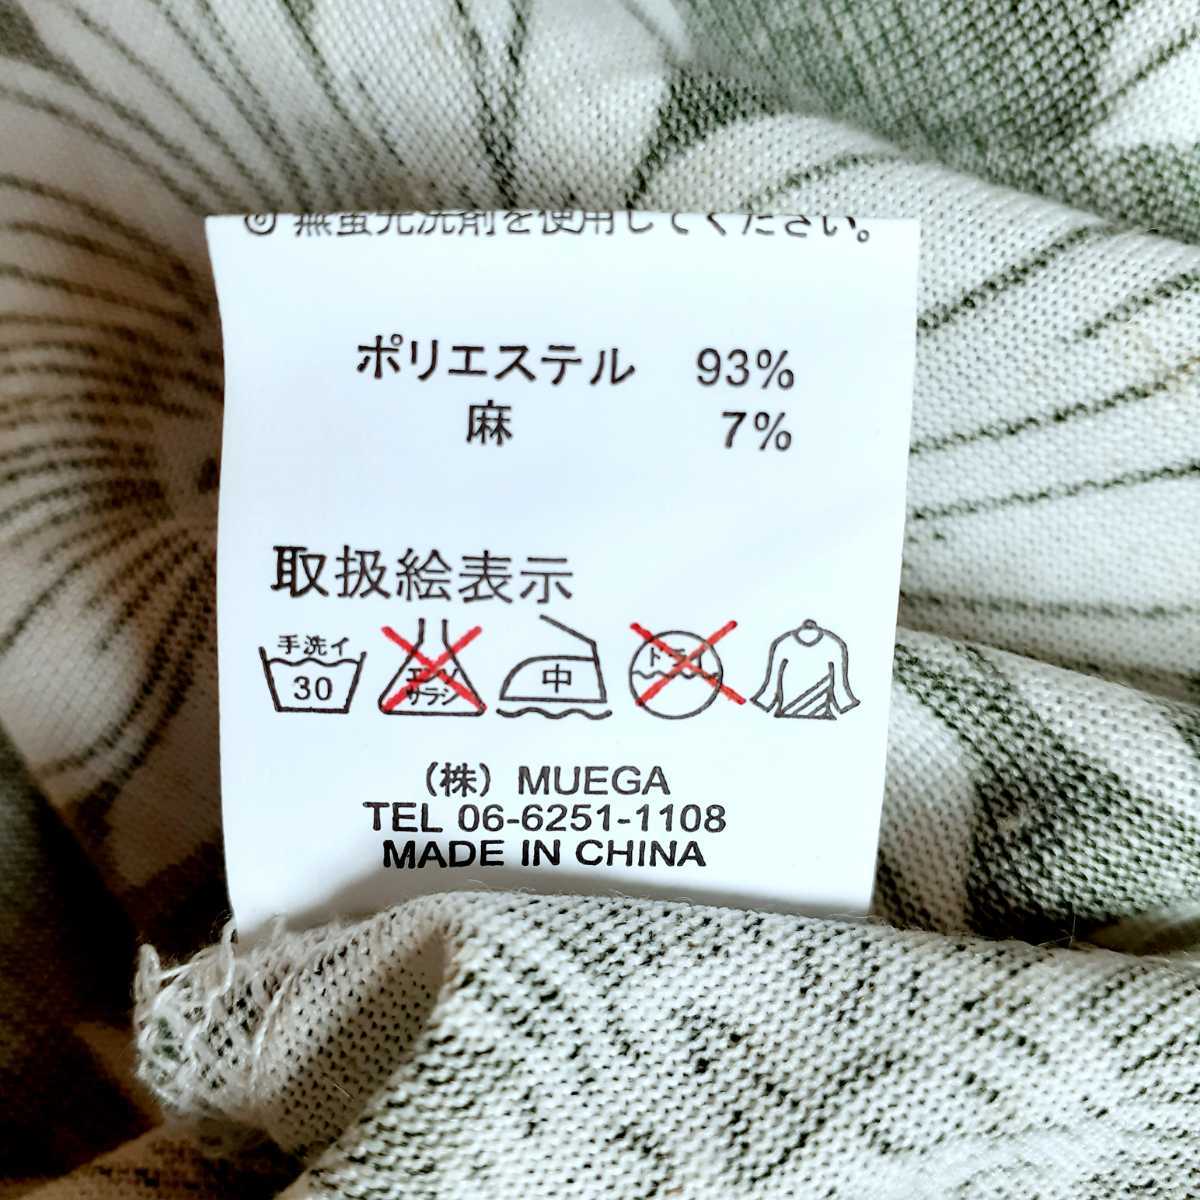 ◎ 無蛍光洗剤を使用してください。
ポリエステル 93%
麻 7%
取扱絵表示
手洗イ
30
エンソ
サラシ
中
ドライ
(株) MUEGA
TEL 06-6251-1108
MADE IN CHINA